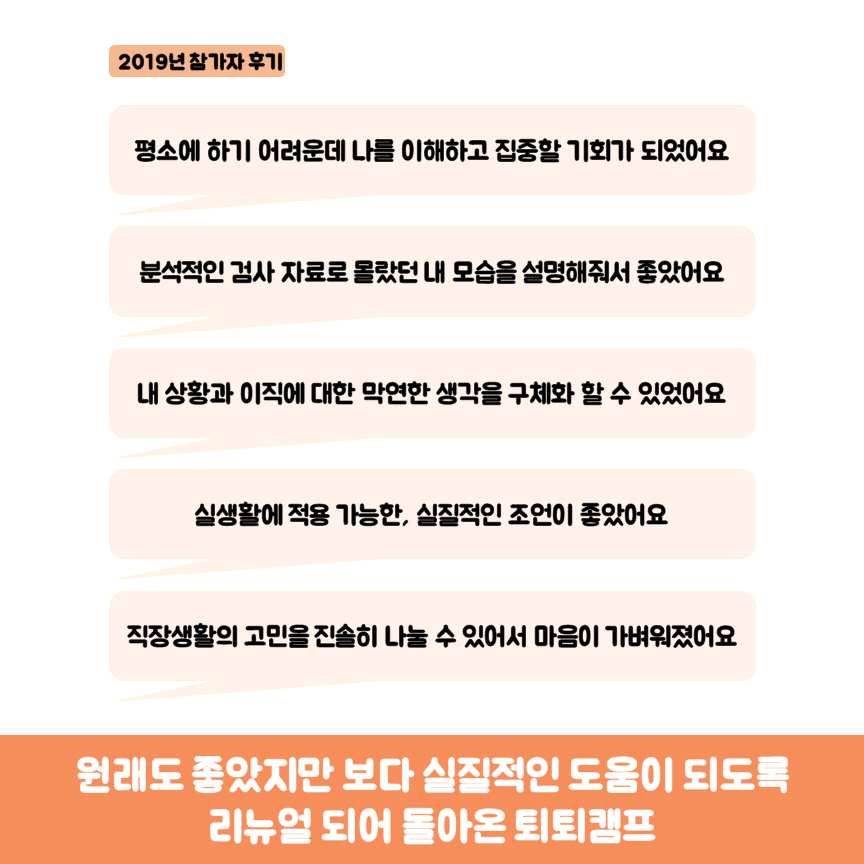 2019년 참가자 후기
평소에 하기 어려운데 나를 이해하고 집중할 기회가 되었어요
분석적인 검사 자료로 몰랐던 내 모습을 설명해줘서 좋았어요
내 상황과 이직에 대한 막연한 생각을 구체화 할 수 있었어요
실생활에 적용 가능한, 실질적인 조언이 좋았어요
직장생활의 고민을 진솔히 나눌 수 있어서 마음이 가벼워졌어요
원래도 좋았지만 보다 실질적인 도움이 되도록
리뉴얼 되어 돌아온 퇴퇴캠프